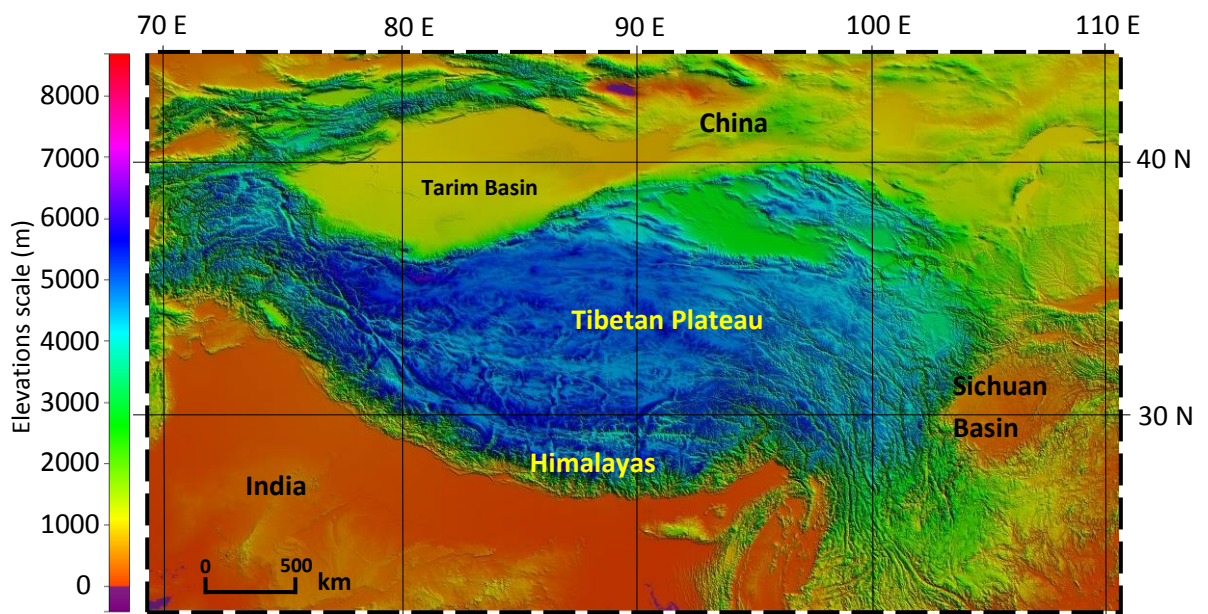 70 E 80 E 90 E 100 E 110 E
8000
7000
6000
5000
4000
3000
2000
1000
0
Elevations scale (m)
China
40 N
Tarim Basin
Tibetan Plateau
Sichuan
Basin
30 N
Himalayas
India
0 500 km